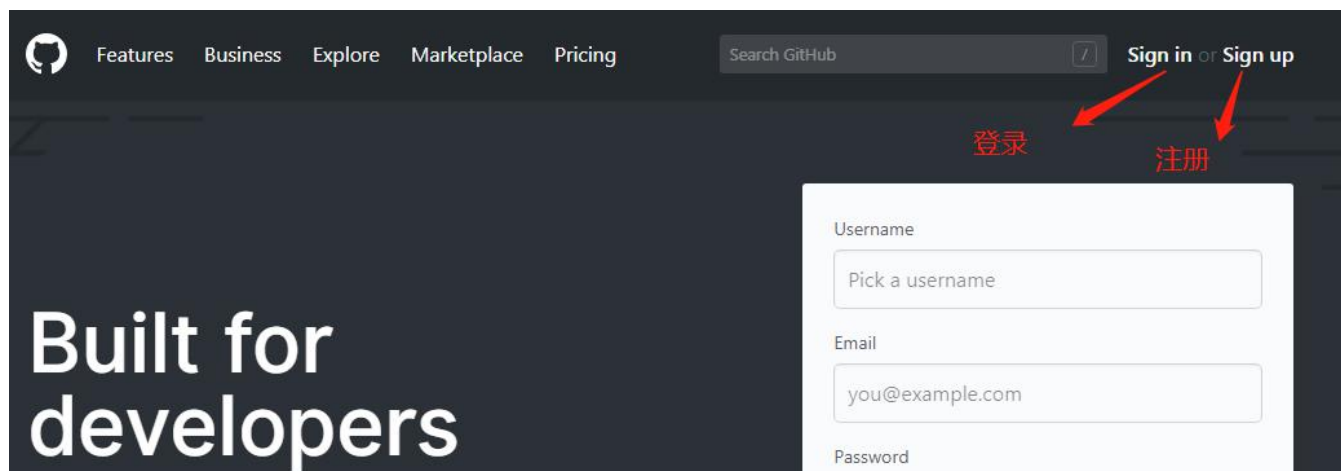 Features Business Explore Marketplace Pricing Search GitHub / Sign in or Sign up
登录
注册
Username
Pick a username
Built for
developers
Email
you@example.com
Password